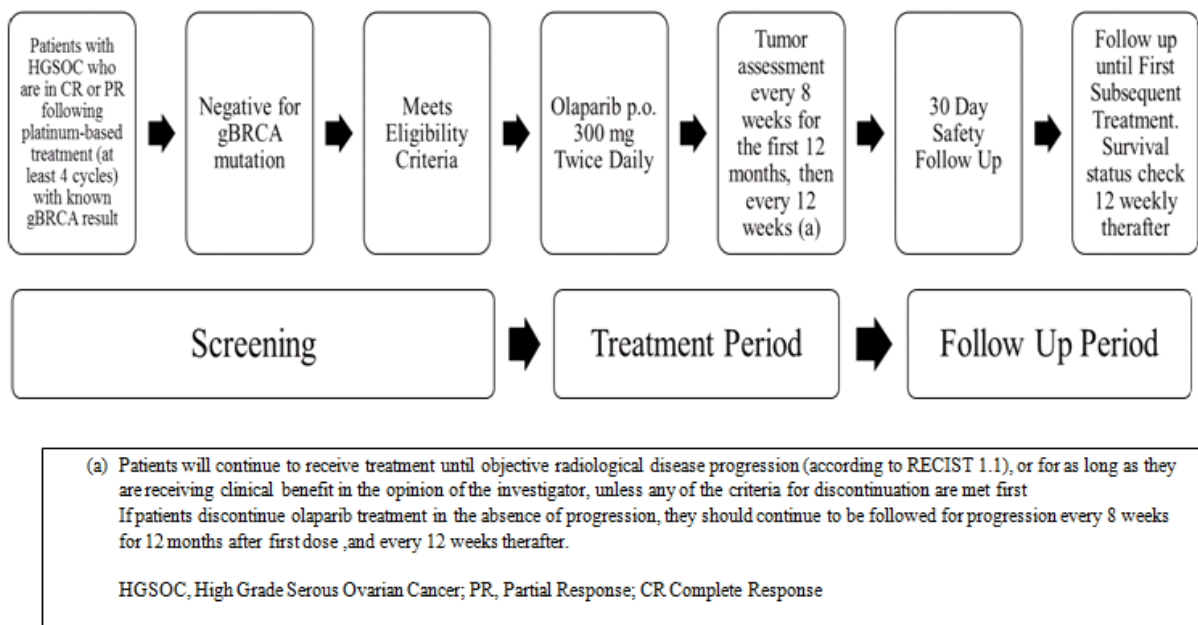 Patients with
HGSOC who
are in CR or PR
following
platinum-based
treatment (at
least 4 cycles)
with known
gBRCA result
Negative for
gBRCA
mutation
Meets
Eligibility
Criteria
Olaparib p.o.
300 mg
Twice Daily
Tumor
assessment
every 8
weeks for
the first 12
months, then
every 12
weeks (a)
30 Day
Safety
Follow Up
Follow up
until First
Subsequent
Treatment.
Survival
status check
12 weekly
therafter
Screening
Treatment Period
Follow Up Period
(a) Patients will continue to receive treatment until objective radiological disease progression (according to RECIST 1.1), or for as long as they
are receiving clinical benefit in the opinion of the investigator, unless any of the criteria for discontinuation are met first
If patients discontinue olaparib treatment in the absence of progression, they should continue to be followed for progression every 8 weeks
for 12 months after first dose ,and every 12 weeks therafter.
HGSOC, High Grade Serous Ovarian Cancer; PR, Partial Response; CR Complete Response